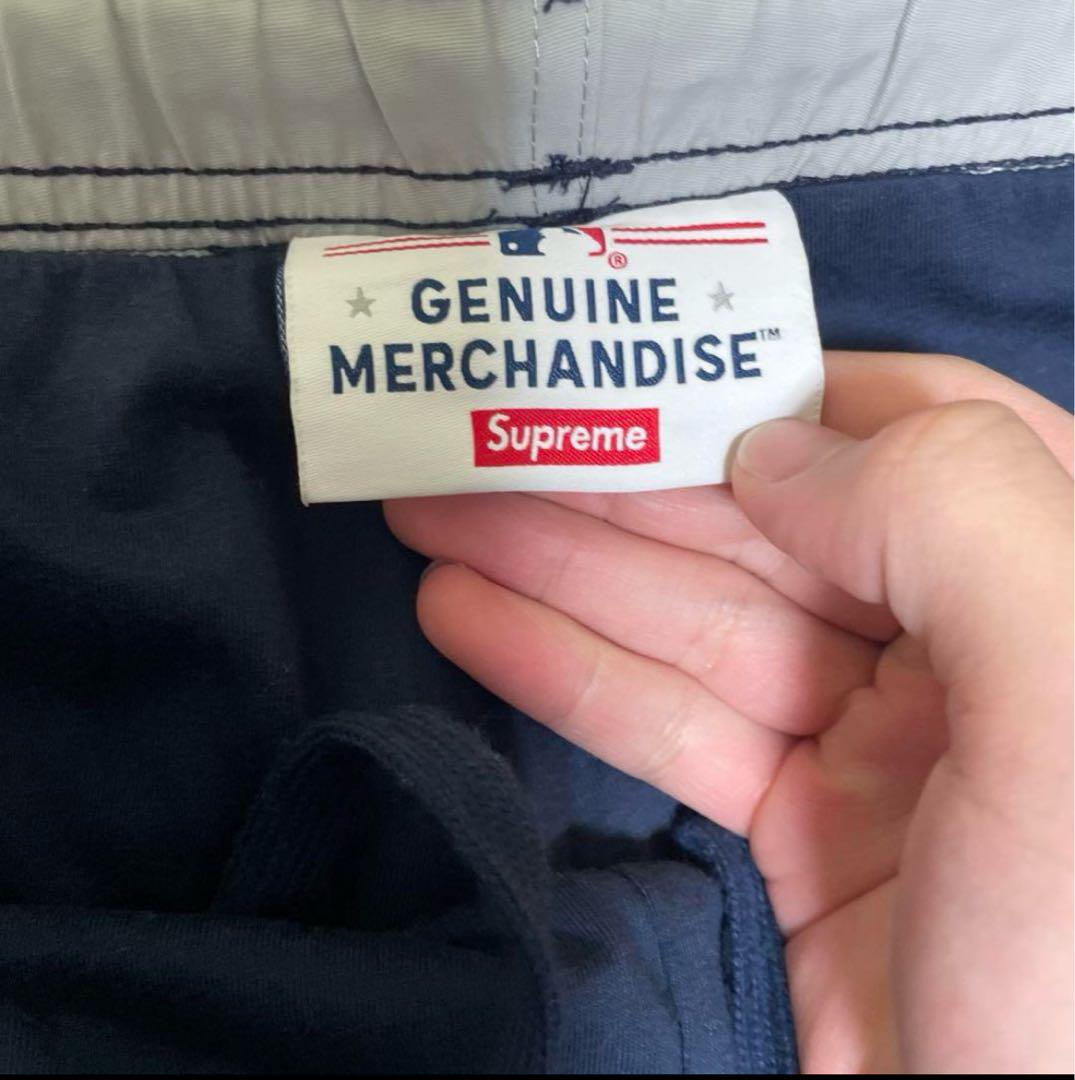 ®
GENUINE
MERCHANDISE™
Supreme